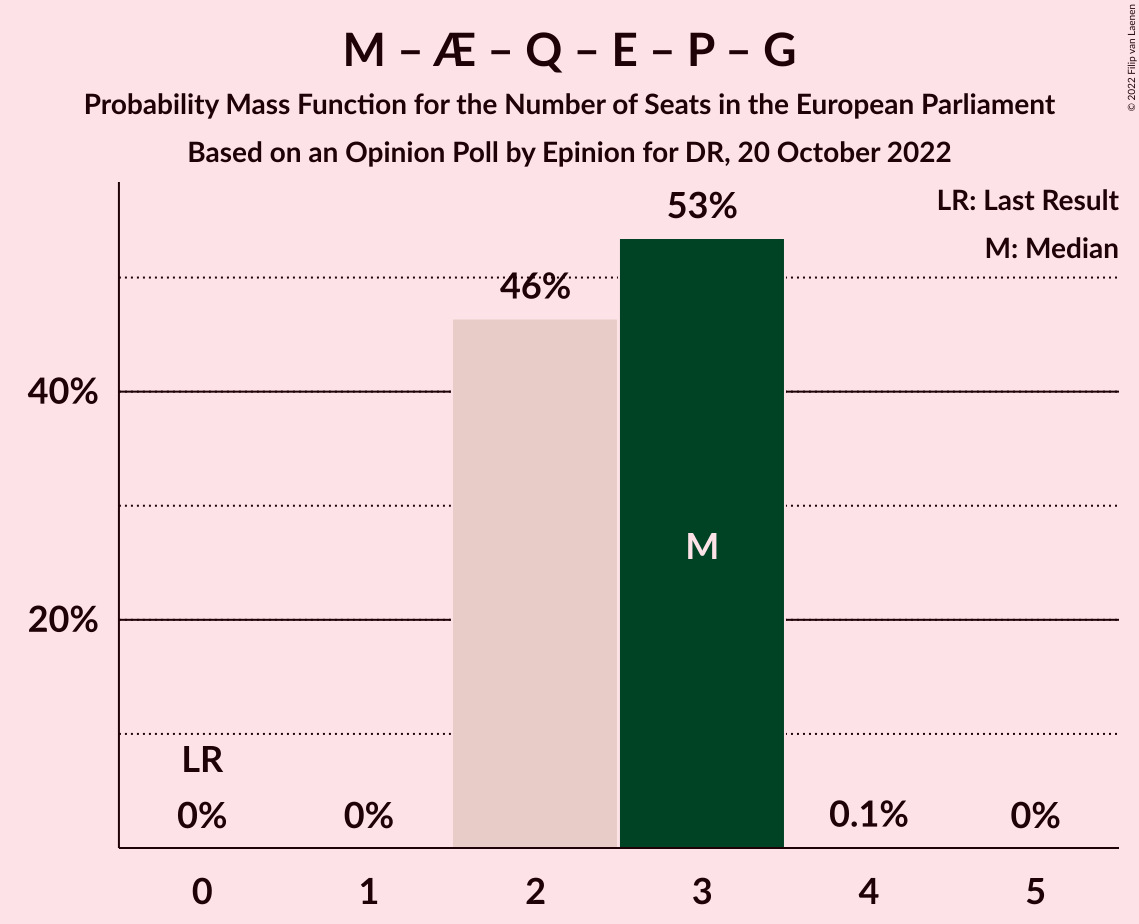 M – Æ – Q – E – P – G
Probability Mass Function for the Number of Seats in the European Parliament
Based on an Opinion Poll by Epinion for DR, 20 October 2022
© 2022 Filip van Laenen
LR: Last Result
M: Median
53%
46%
40%
M
20%
LR
0%
0%
0.1%
0%
0
1
2
3
4
5